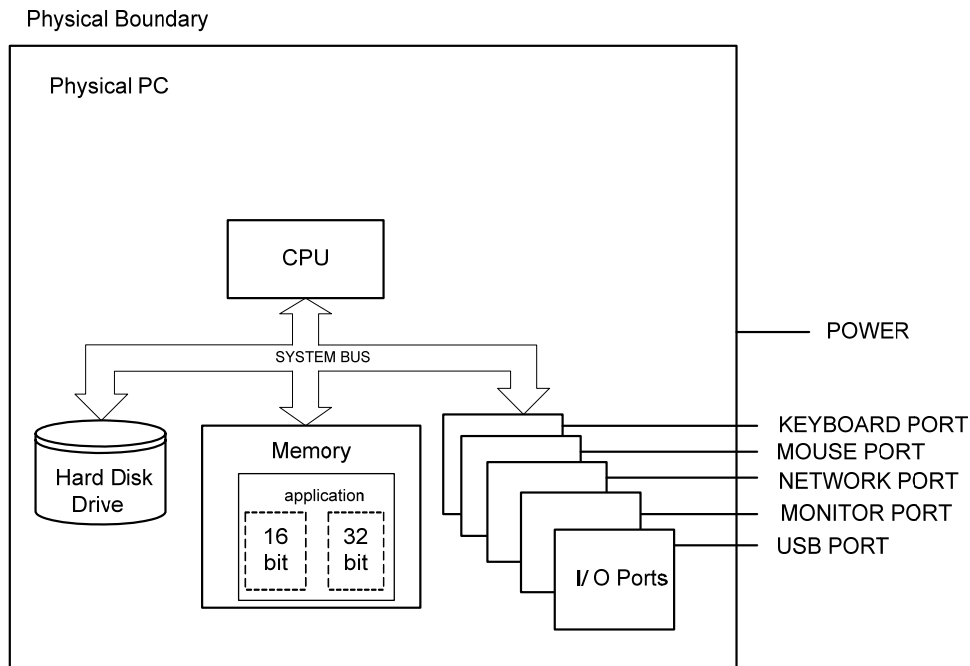 Physical Boundary
Physical PC
CPU
SYSTEM BUS
POWER
Hard Disk
Drive
Memory
application
16
bit
32
bit
I/ O Ports
KEYBOARD PORT
MOUSE PORT
NETWORK PORT
MONITOR PORT
USB PORT